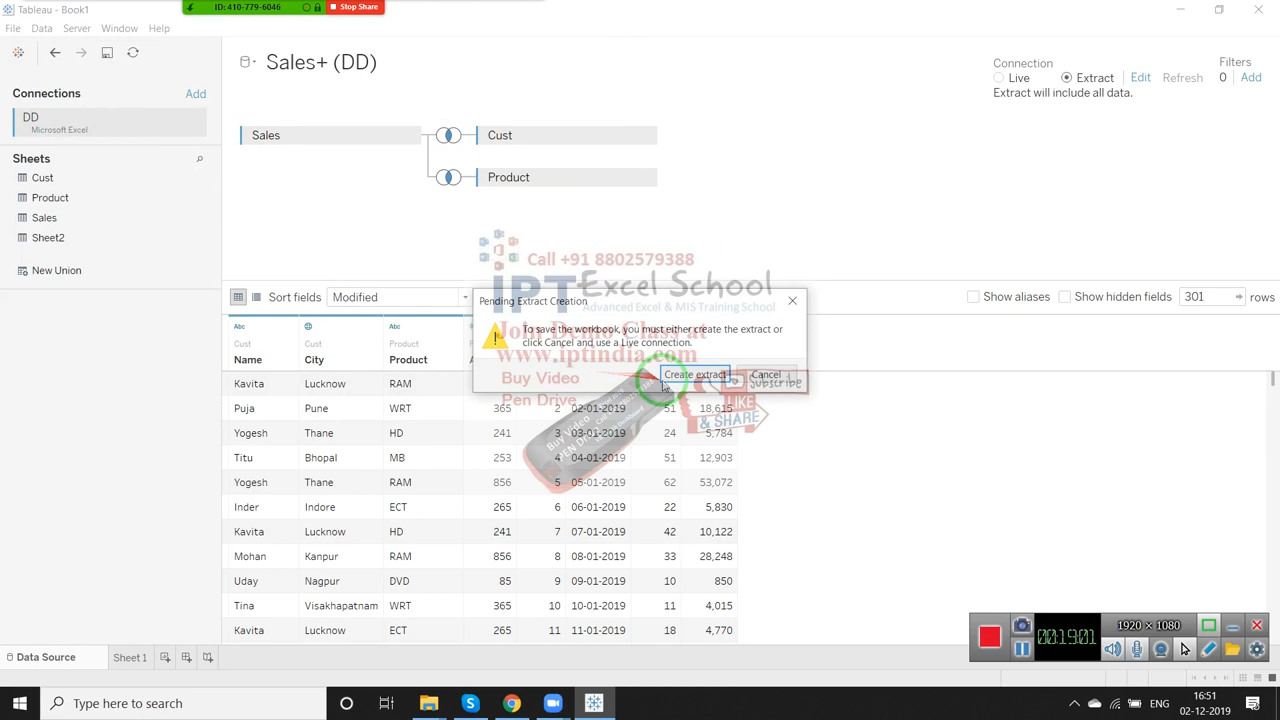 Tableau - Book1
ID: 410-779-6046
Stop Share
File Data Server Window Help
Connections
Add
DD
Microsoft Excel
Sheets
Cust
Product
Sales
Sheet2
New Union
Sales+ (DD)
Connection
Live Extract Edit Refresh
Extract will include all data.
Filters
0 Add
Sales
Cust
Product
Call +91 8802579388
IPT Excel School
Advanced Excel & MIS Training School
Join Demo Class at
www.iptindia.com
Buy Video
Pen Drive
Subscribe
LIKE
& SHARE
Sort fields Modified
Show aliases Show hidden fields 301 rows
Pending Extract Creation
To save the workbook, you must either create the extract or
click Cancel and use a Live connection.
Create extract Cancel
Abc Abc
Cust Cust Product
Name City Product
Kavita Lucknow RAM
Puja Pune WRT 365 2 02-01-2019 51 18,615
Yogesh Thane HD 241 3 03-01-2019 24 5,784
Titu Bhopal MB 253 4 04-01-2019 51 12,903
Yogesh Thane RAM 856 5 05-01-2019 62 53,072
Inder Indore ECT 265 6 06-01-2019 22 5,830
Kavita Lucknow HD 241 7 07-01-2019 42 10,122
Mohan Kanpur RAM 856 8 08-01-2019 33 28,248
Uday Nagpur DVD 85 9 09-01-2019 10 850
Tina Visakhapatnam WRT 365 10 10-01-2019 11 4,015
Kavita Lucknow ECT 265 11 11-01-2019 18 4,770
1920 × 1080
00:19:01
Data Source Sheet 1
Type here to search
ENG
16:51
02-12-2019